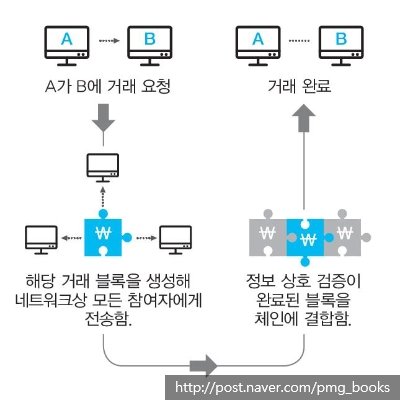 A
B
A가 B에 거래 요청
₩
해당 거래 블록을 생성해
네트워크상 모든 참여자에게
전송함.
₩ ₩ ₩
정보 상호 검증이
완료된 블록을
체인에 결합함.
A
B
거래 완료
http://post.naver.com/pmg_books